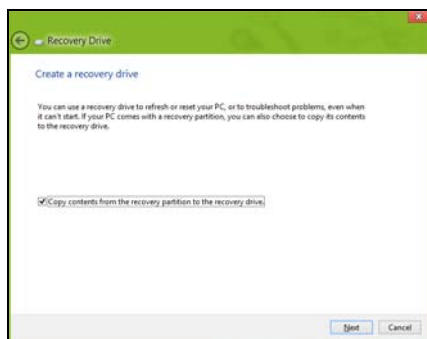 Recovery Drive
Create a recovery drive
You can use a recovery drive to refresh or reset your PC, or to troubleshoot problems, even when
it can't start. If your PC comes with a recovery partition, you can also choose to copy its contents
to the recovery drive.
Copy contents from the recovery partition to the recovery drive.
Next Cancel